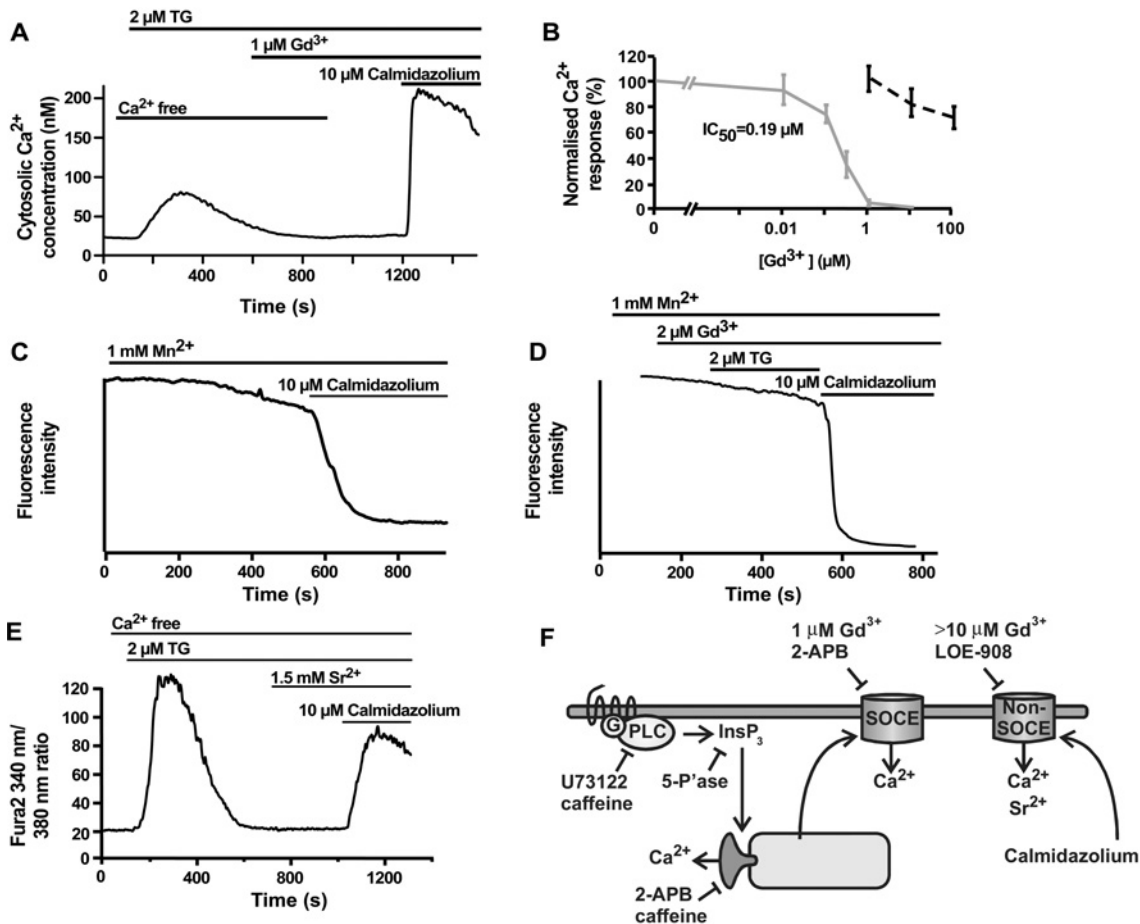 A
2 µM TG
1 µM Gd³⁺
10 µM Calmidazolium
Ca²⁺ free
Cytosolic Ca²⁺
concentration (nM)
200
150
100
50
0
0 400 800 1200
Time (s)
B
Normalised Ca²⁺
response (%)
120
100
80
60
40
20
0
IC₅₀=0.19 µM
0 0.01 1 100
[Gd³⁺] (µM)
C
1 mM Mn²⁺
10 µM Calmidazolium
Fluorescence
intensity
0 200 400 600 800
Time (s)
D
1 mM Mn²⁺
2 µM Gd³⁺
2 µM TG
10 µM Calmidazolium
Fluorescence
intensity
0 200 400 600 800
Time (s)
E
Ca²⁺ free
2 µM TG
1.5 mM Sr²⁺
10 µM Calmidazolium
Fura2 340 nm/
380 nm ratio
120
100
80
60
40
20
0
0 400 800 1200
Time (s)
F
1 µM Gd³⁺
2-APB
>10 µM Gd³⁺
LOE-908
G
PLC
InsP₃
SOCE
Non-
SOCE
U73122
caffeine
5-P'ase
Ca²⁺
Ca²⁺
Sr²⁺
Ca²⁺
2-APB
caffeine
Calmidazolium